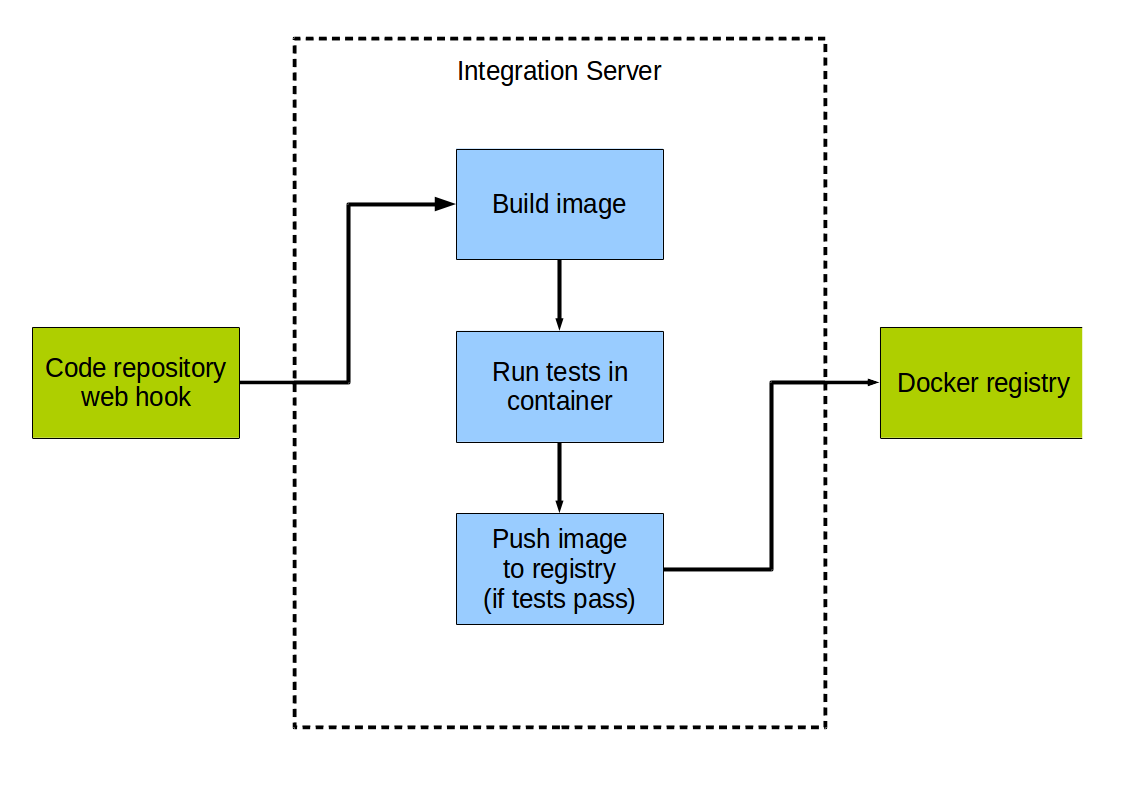 Integration Server
Build image
Code repository
web hook
Run tests in
container
Docker registry
Push image
to registry
(if tests pass)